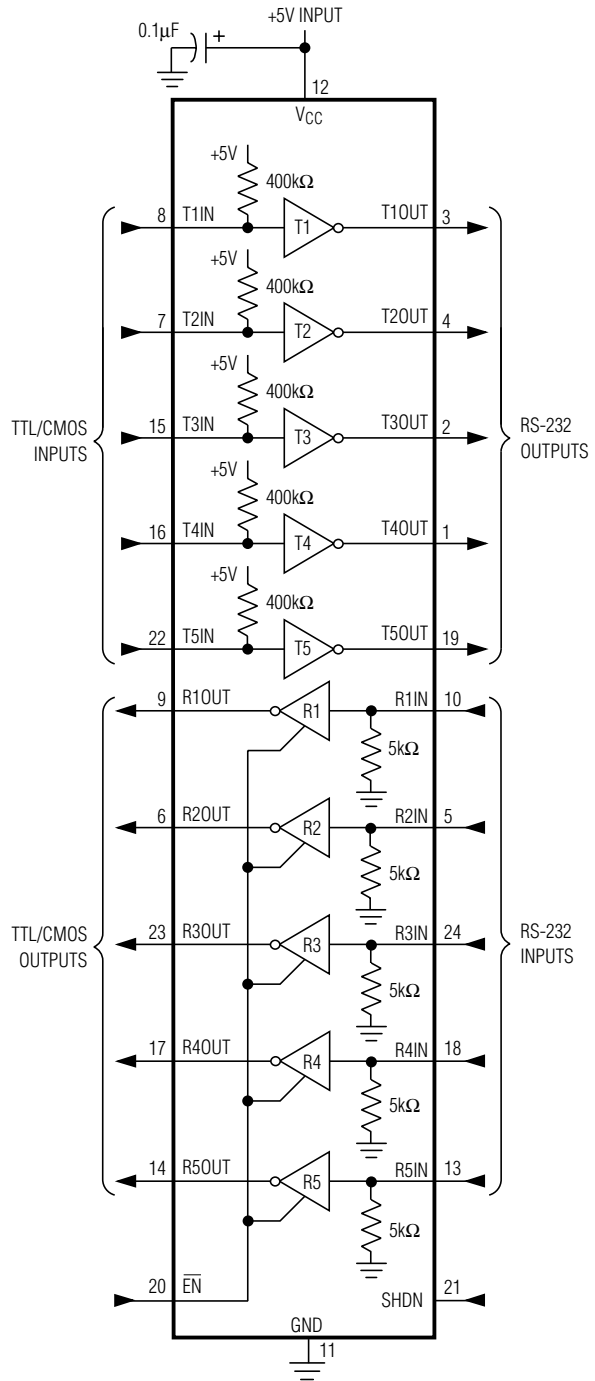 +5V INPUT
0.1μF
+
12
VCC
+5V
400kΩ
8 T1IN T1 T1OUT 3
+5V
400kΩ
7 T2IN T2 T2OUT 4
+5V
400kΩ
TTL/CMOS
INPUTS
15 T3IN T3 T3OUT 2
RS-232
OUTPUTS
+5V
400kΩ
16 T4IN T4 T4OUT 1
+5V
400kΩ
22 T5IN T5 T5OUT 19
9 R1OUT R1 R1IN 10
5kΩ
6 R2OUT R2 R2IN 5
5kΩ
TTL/CMOS
OUTPUTS
23 R3OUT R3 R3IN 24
RS-232
INPUTS
5kΩ
17 R4OUT R4 R4IN 18
5kΩ
14 R5OUT R5 R5IN 13
5kΩ
20 E̅N̅ SHDN 21
GND
11